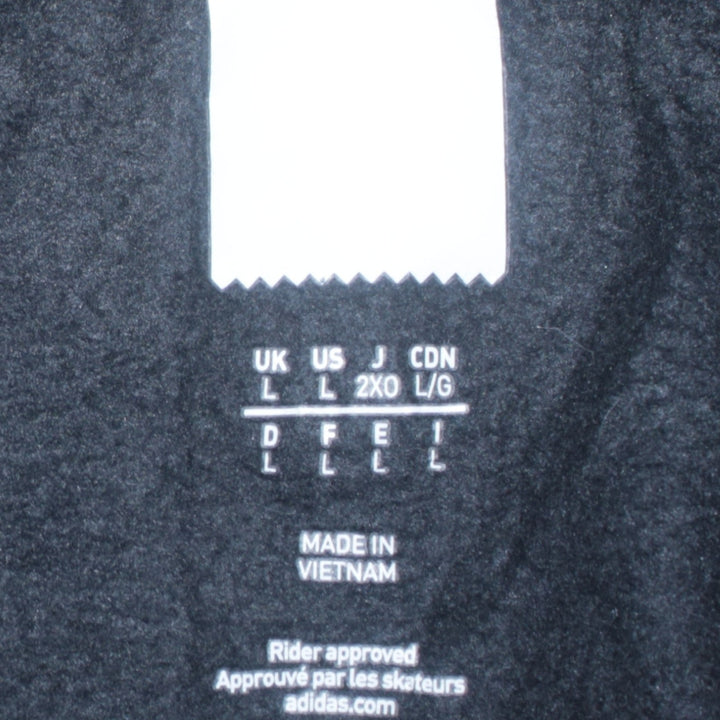 UK US J CDN
L L 2XO L/G
D F E I
L L L L
MADE IN
VIETNAM
Rider approved
Approuvé par les skateurs
adidas.com